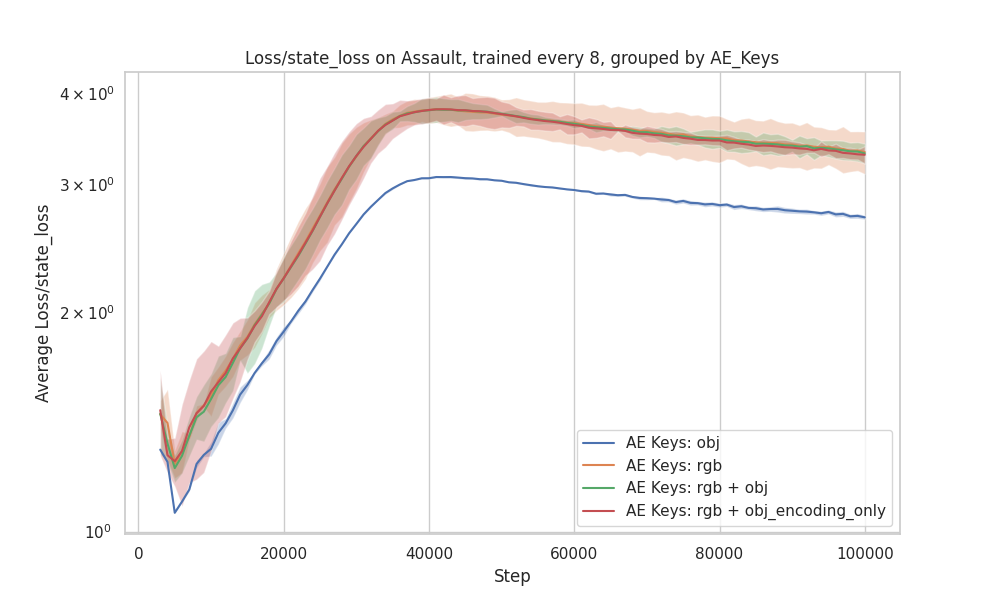 Loss/state_loss on Assault, trained every 8, grouped by AE_Keys
Average Loss/state_loss
4 × 10⁰
3 × 10⁰
2 × 10⁰
10⁰
AE Keys: obj
AE Keys: rgb
AE Keys: rgb + obj
AE Keys: rgb + obj_encoding_only
0 20000 40000 60000 80000 100000
Step